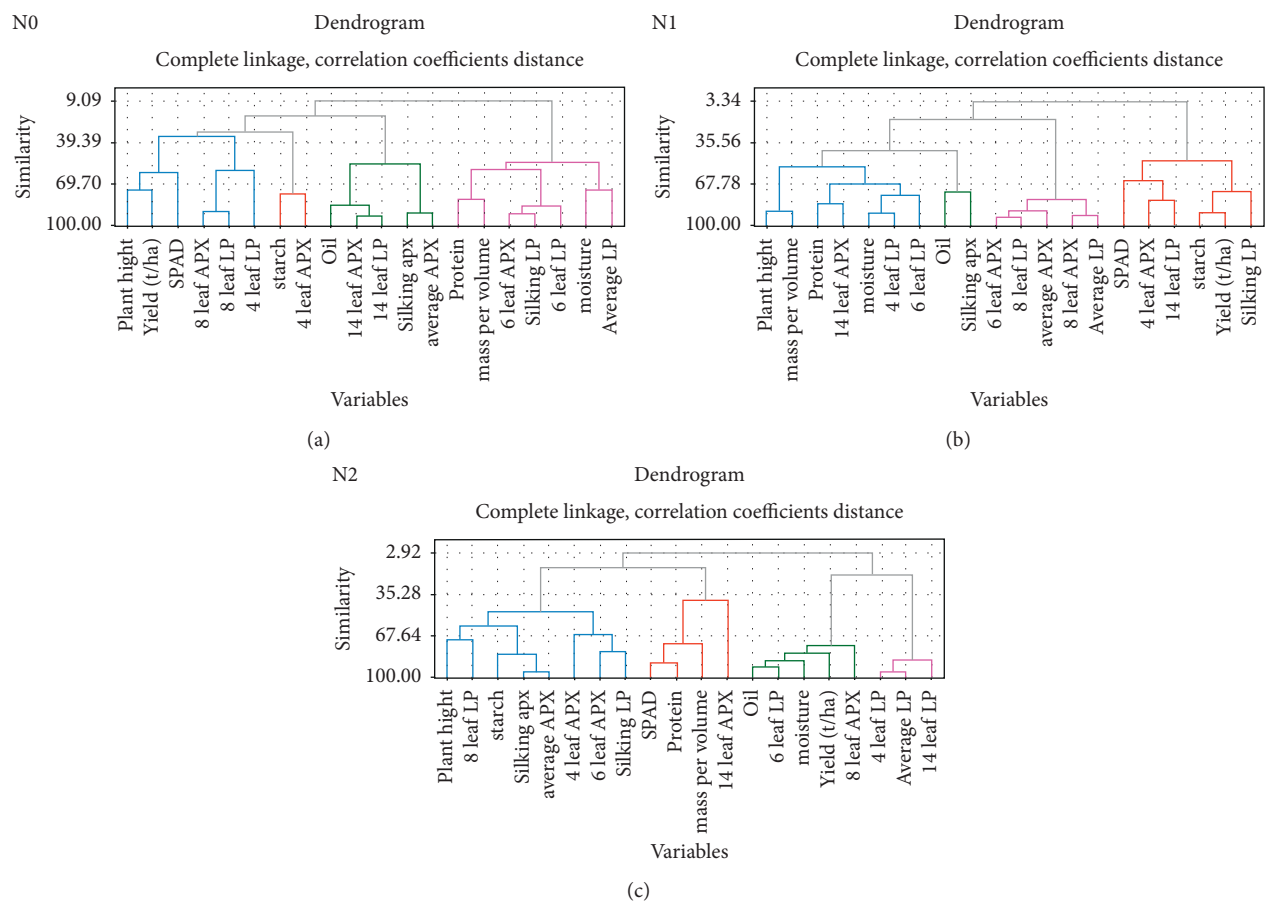 N0
Dendrogram
Complete linkage, correlation coefficients distance
Similarity
9.09
39.39
69.70
100.00
Plant hight
Yield (t/ha)
SPAD
8 leaf APX
8 leaf LP
4 leaf LP
starch
4 leaf APX
Oil
14 leaf APX
14 leaf LP
Silking apx
average APX
Protein
mass per volume
6 leaf APX
Silking LP
6 leaf LP
moisture
Average LP
Variables
(a)
N1
Dendrogram
Complete linkage, correlation coefficients distance
Similarity
3.34
35.56
67.78
100.00
Plant hight
mass per volume
Protein
14 leaf APX
moisture
4 leaf LP
6 leaf LP
Oil
Silking apx
6 leaf APX
8 leaf LP
average APX
8 leaf APX
Average LP
SPAD
4 leaf APX
14 leaf LP
starch
Yield (t/ha)
Silking LP
Variables
(b)
N2
Dendrogram
Complete linkage, correlation coefficients distance
Similarity
2.92
35.28
67.64
100.00
Plant hight
8 leaf LP
starch
Silking apx
average APX
4 leaf APX
6 leaf APX
Silking LP
SPAD
Protein
mass per volume
14 leaf APX
Oil
6 leaf LP
moisture
Yield (t/ha)
8 leaf APX
4 leaf LP
Average LP
14 leaf LP
Variables
(c)